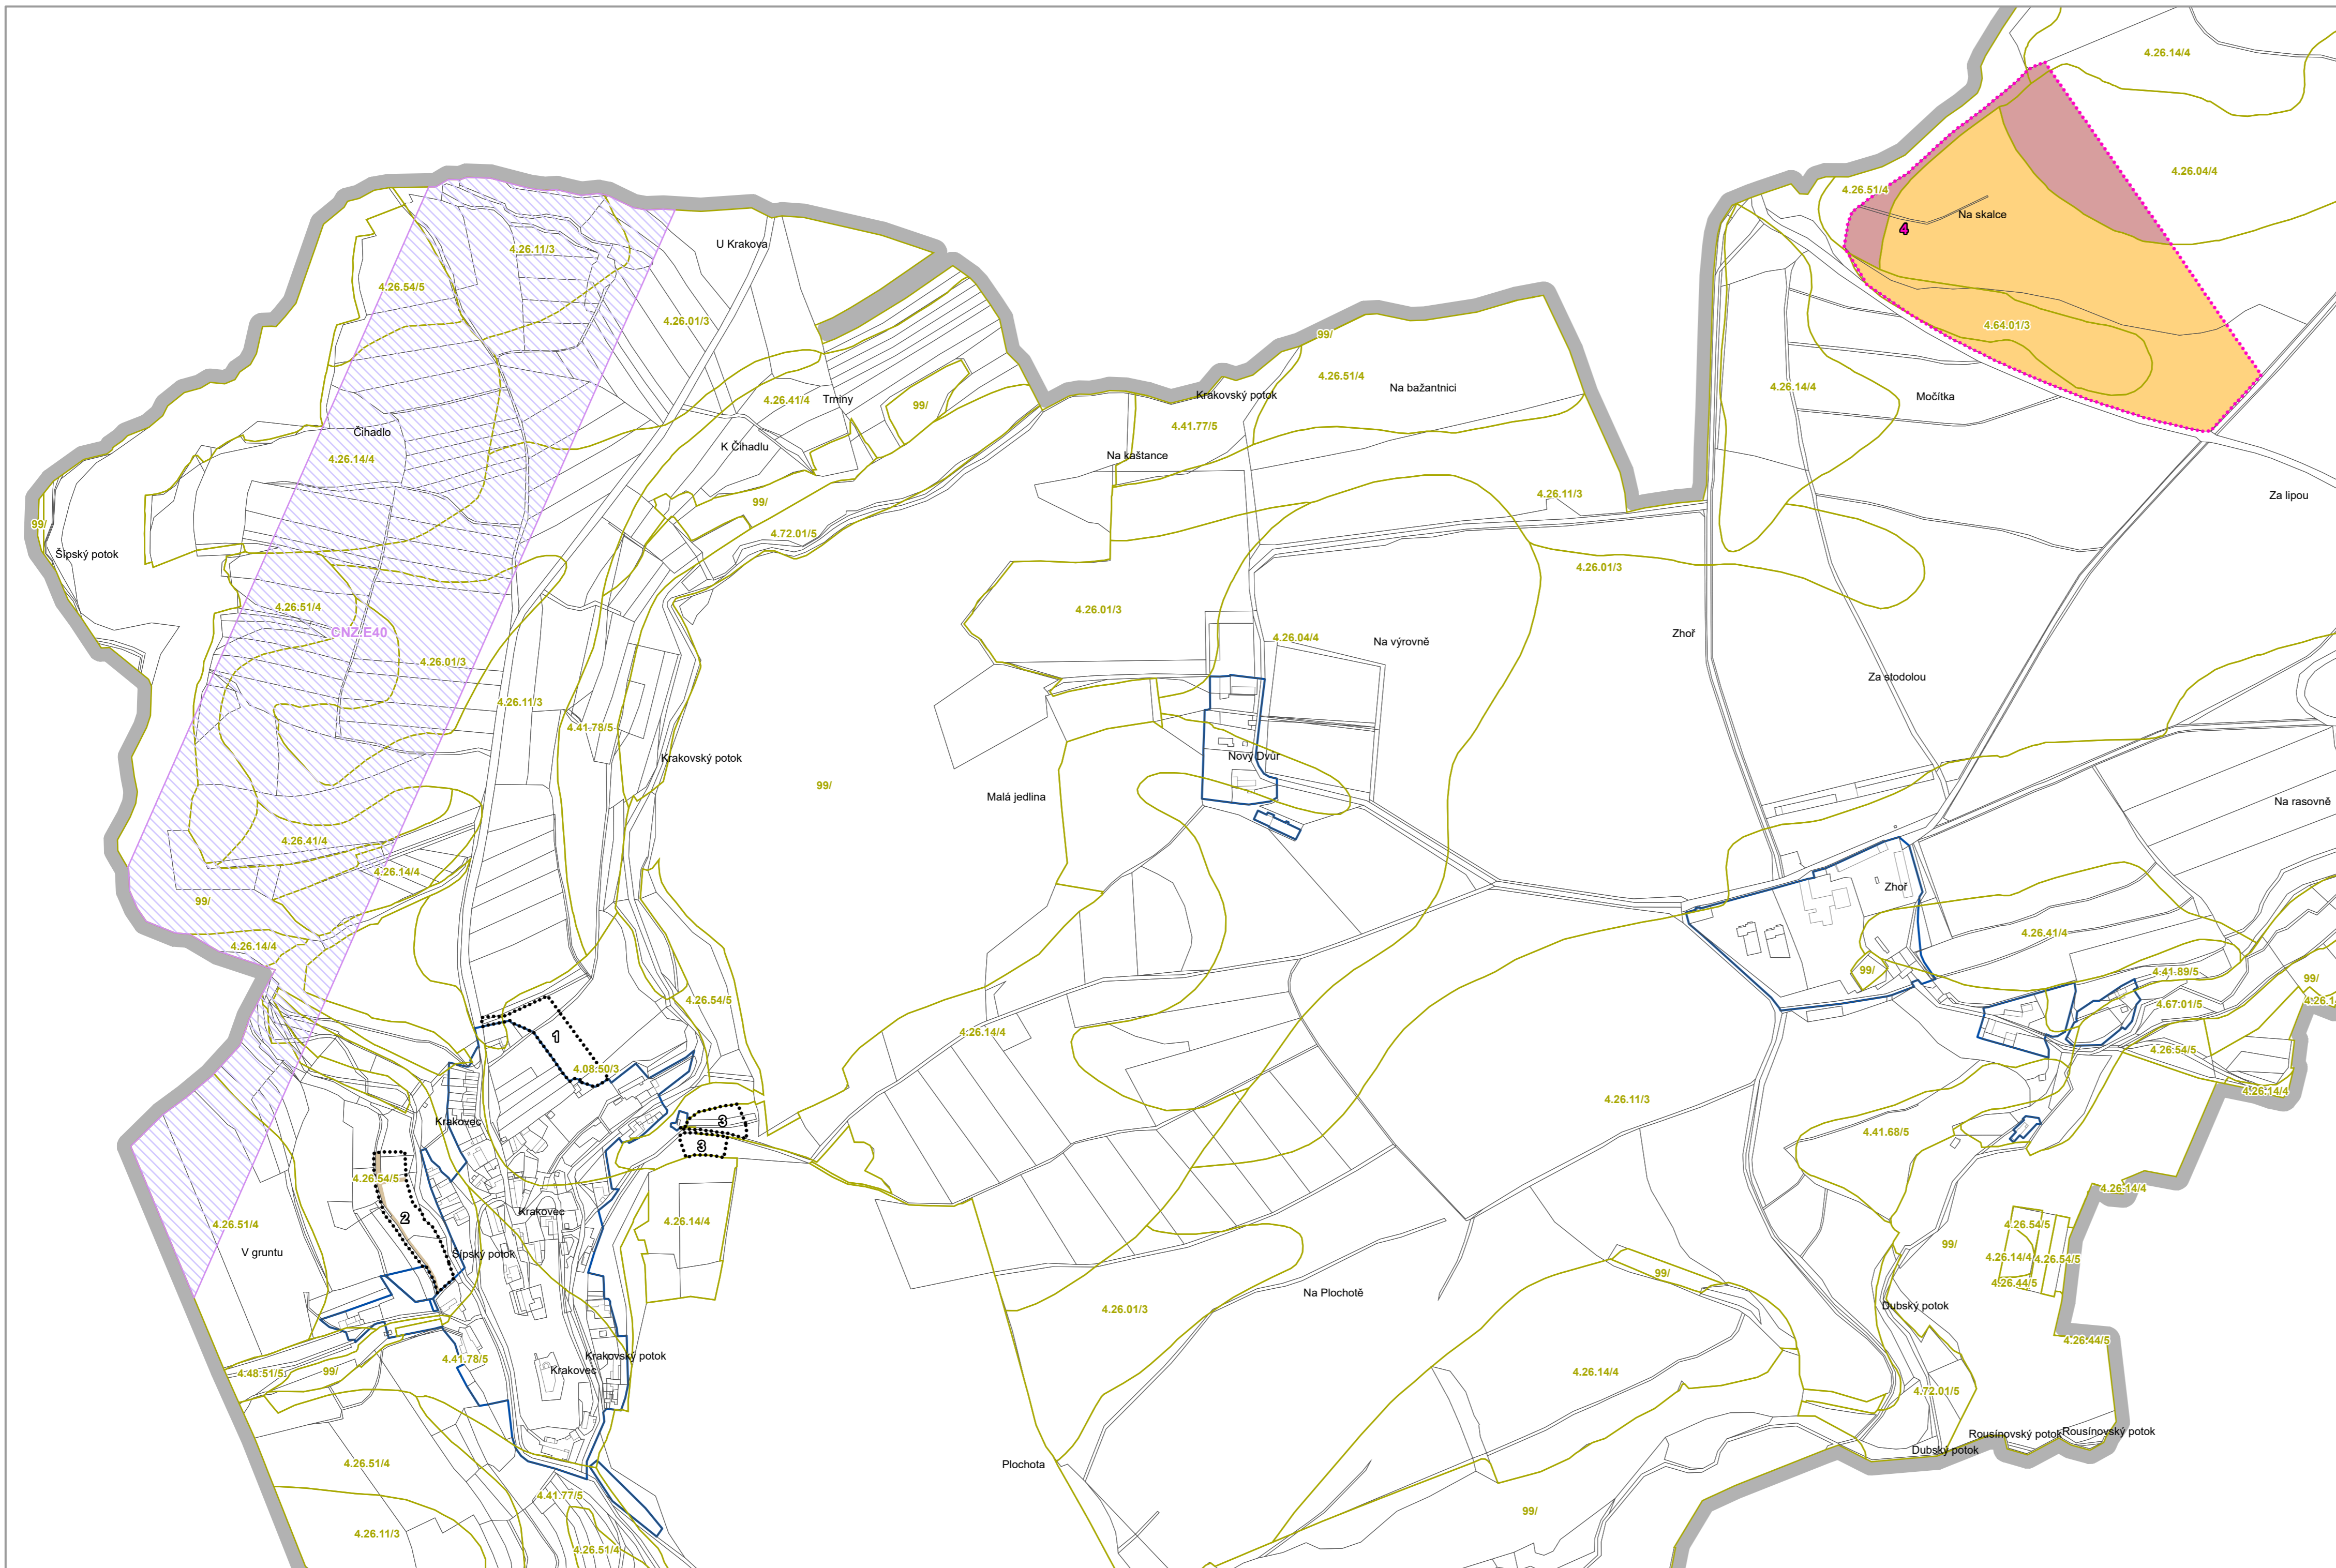 4.26.14/4
4.26.04/4
4.26.51/4
Na skalce
4
U Krakova
4.26.11/3
4.26.54/5
4.26.01/3
4.64.01/3
99/
4.26.51/4
Na bažantnici
4.26.14/4
Krakovský potok
Močítka
4.26.41/4
Trniny
99/
4.41.77/5
Čihadlo
K Čihadlu
Na kaštance
4.26.14/4
4.26.11/3
Za lipou
99/
99/
4.72.01/5
Šípský potok
4.26.01/3
4.26.51/4
4.26.01/3
CNZ E40
4.26.04/4
Na výrovně
Zhoř
4.26.01/3
Za stodolou
4.26.11/3
4.41.78/5
Krakovský potok
Nový Dvůr
99/
Malá jedlina
Na rasovně
4.26.41/4
4.26.14/4
Zhoř
99/
4.26.41/4
4.26.14/4
99/
4.41.89/5
99/
4.26.54/5
4.67.01/5
4.26.1
4.26.14/4
1
4.26.54/5
4.08.50/3
4.26.14/4
4.26.11/3
Krakovec
3
3
4.41.68/5
4.26.54/5
4.26.14/4
2
Krakovec
4.26.51/4
4.26.14/4
4.26.54/5
V gruntu
Šípský potok
99/
4.26.14/4
4.26.54/5
99/
4.26.44/5
Na Plochotě
4.26.01/3
Dubský potok
4.26.44/5
Krakovský potok
4.41.78/5
4.48.51/5
99/
Krakovec
4.26.14/4
4.72.01/5
Rousínovský potok
Rousínovský potok
Dubský potok
4.26.51/4
Plochota
4.41.77/5
99/
4.26.11/3
4.26.51/4